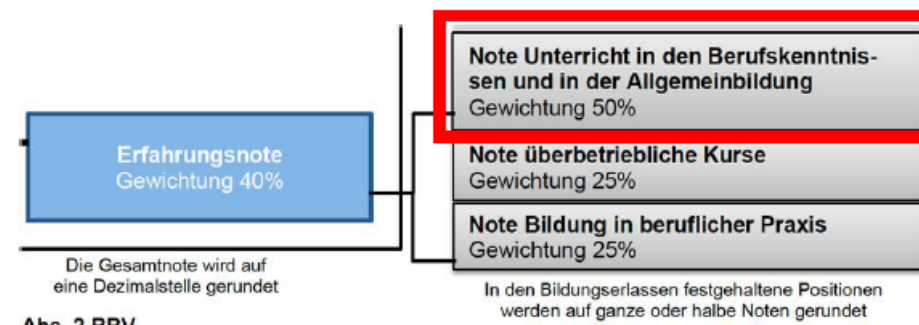 Note Unterricht in den Berufskenntnis-
sen und in der Allgemeinbildung
Gewichtung 50%
Erfahrungsnote
Gewichtung 40%
Note überbetriebliche Kurse
Gewichtung 25%
Note Bildung in beruflicher Praxis
Gewichtung 25%
Die Gesamtnote wird auf
eine Dezimalstelle gerundet
In den Bildungserlassen festgehaltene Positionen
werden auf ganze oder halbe Noten gerundet